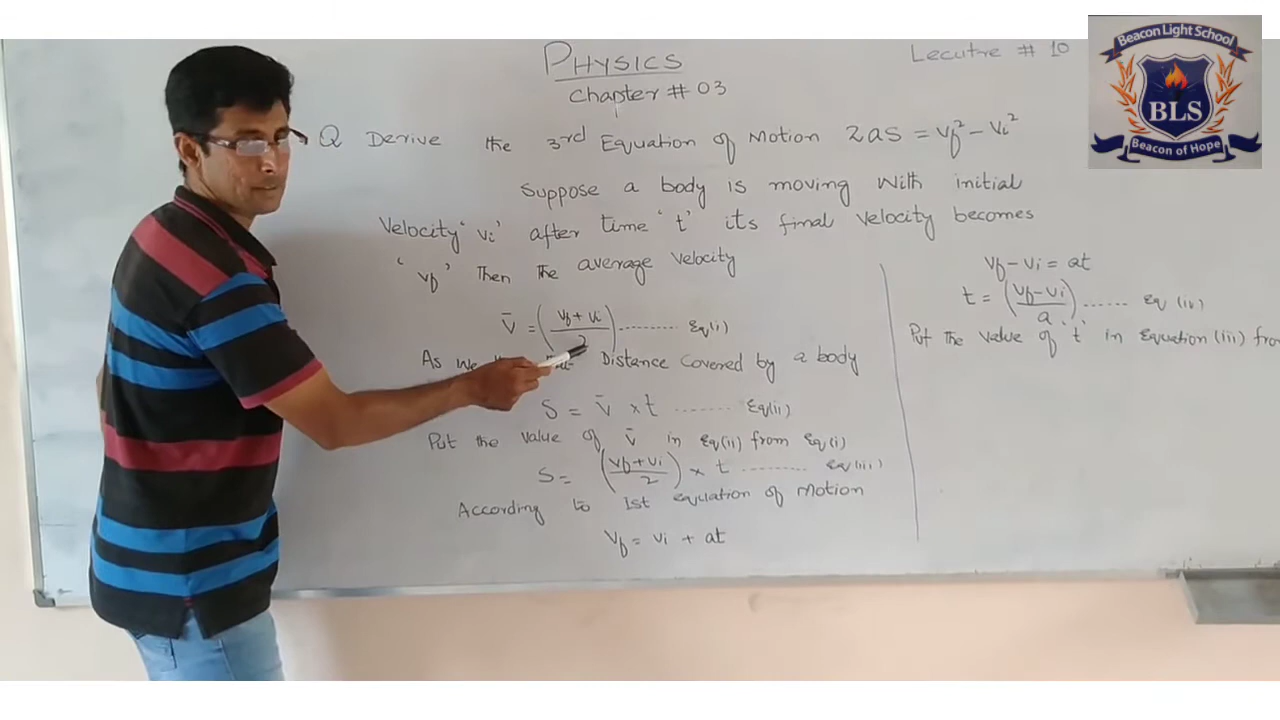 PHYSICS
Lecutre # 10
Chapter # 03
Q Derive the 3rd Equation of Motion 2as = vf² - vi²
Suppose a body is moving with initial
Velocity 'vi' after time 't' its final velocity becomes
'vf' Then the average velocity
v̄ = (vf + vi / 2) ........ Eq(i)
As we Distance covered by a body
S = v̄ × t ....... Eq(ii)
Put the value of v̄ in Eq(ii) from Eq(i)
S = (vf + vi / 2) × t ......... Eq(iii)
According to 1st equation of Motion
vf = vi + at
vf - vi = at
t = (vf - vi / a) ...... Eq (iv)
Put the value of 't' in Equation (iii) fro
Beacon Light School
BLS
Beacon of Hope